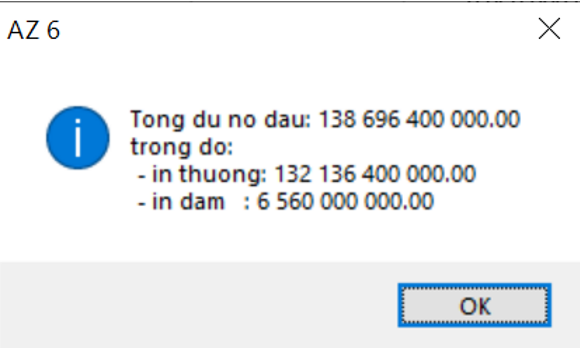 AZ 6
Tong du no dau: 138 696 400 000.00
trong do:
- in thuong: 132 136 400 000.00
- in dam : 6 560 000 000.00
OK